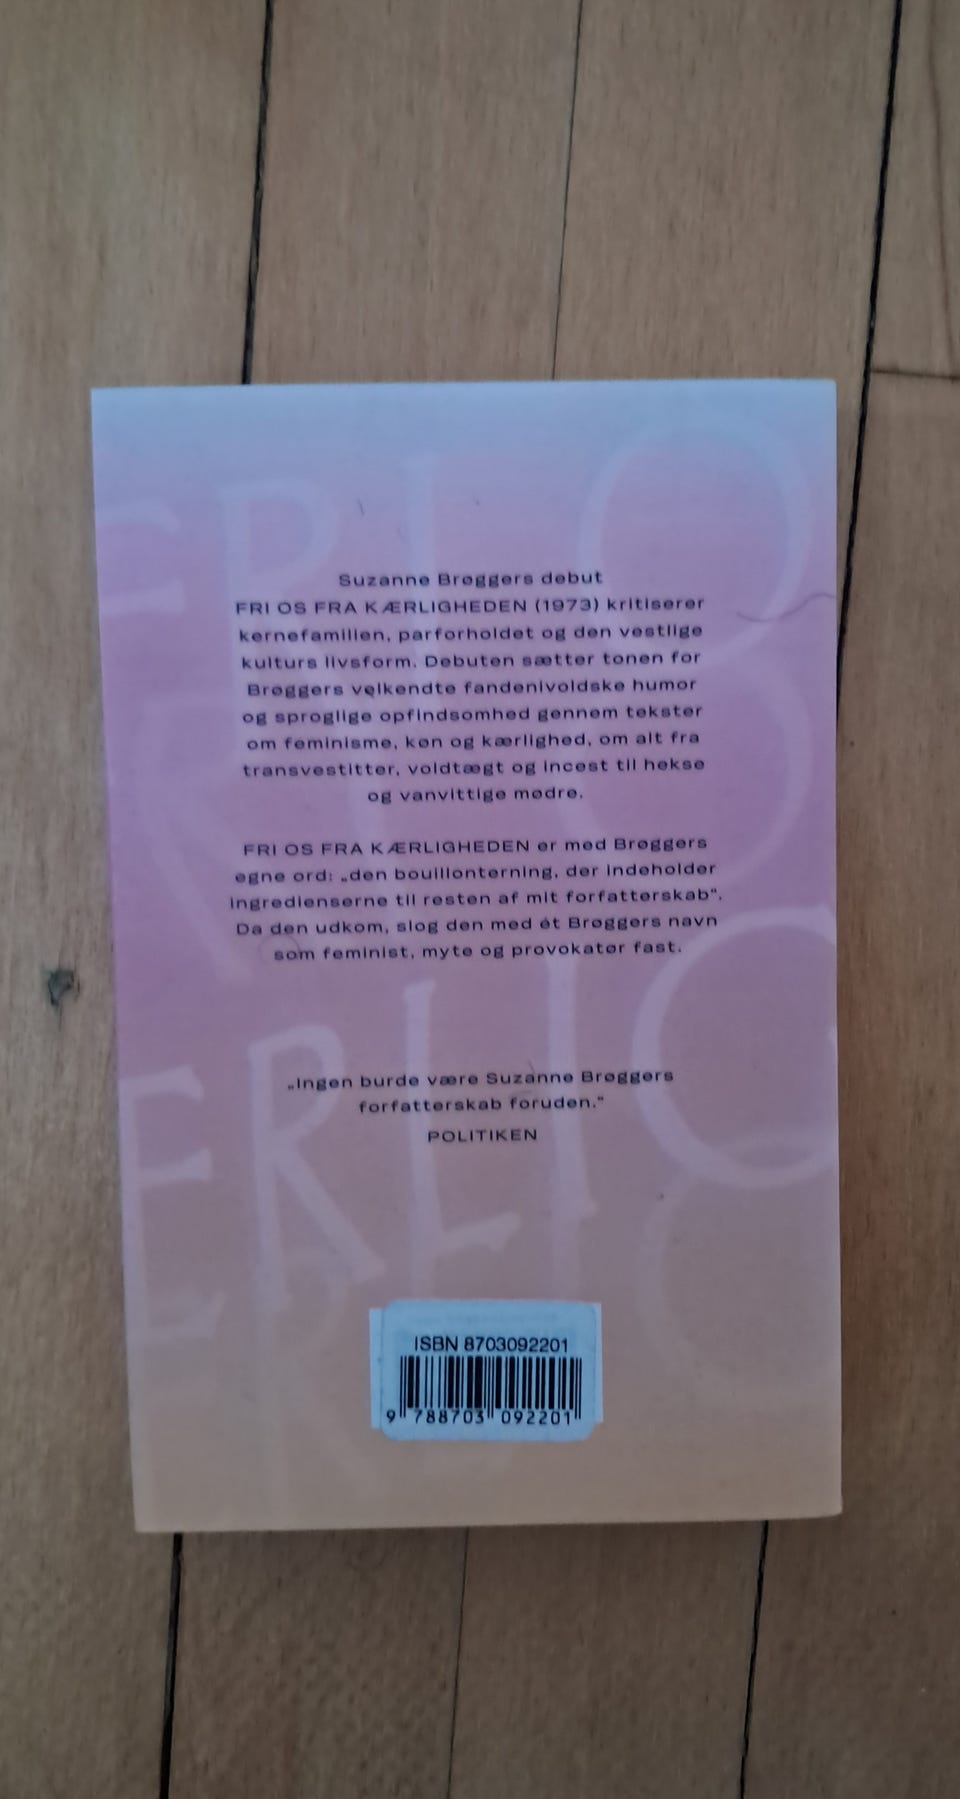 Suzanne Brøggers debut
FRI OS FRA KÆRLIGHEDEN (1973) kritiserer
kernefamilien, parforholdet og den vestlige
kulturs livsform. Debuten sætter tonen for
Brøggers velkendte fandenivoldske humor
og sproglige opfindsomhed gennem tekster
om feminisme, køn og kærlighed, om alt fra
transvestitter, voldtægt og incest til hekse
og vanvittige mødre.
FRI OS FRA KÆRLIGHEDEN er med Brøggers
egne ord: „den bouillonterning, der indeholder
ingredienserne til resten af mit forfatterskab“.
Da den udkom, slog den med ét Brøggers navn
som feminist, myte og provokatør fast.
„Ingen burde være Suzanne Brøggers
forfatterskab foruden.“
POLITIKEN
ISBN 8703092201
9 788703 092201